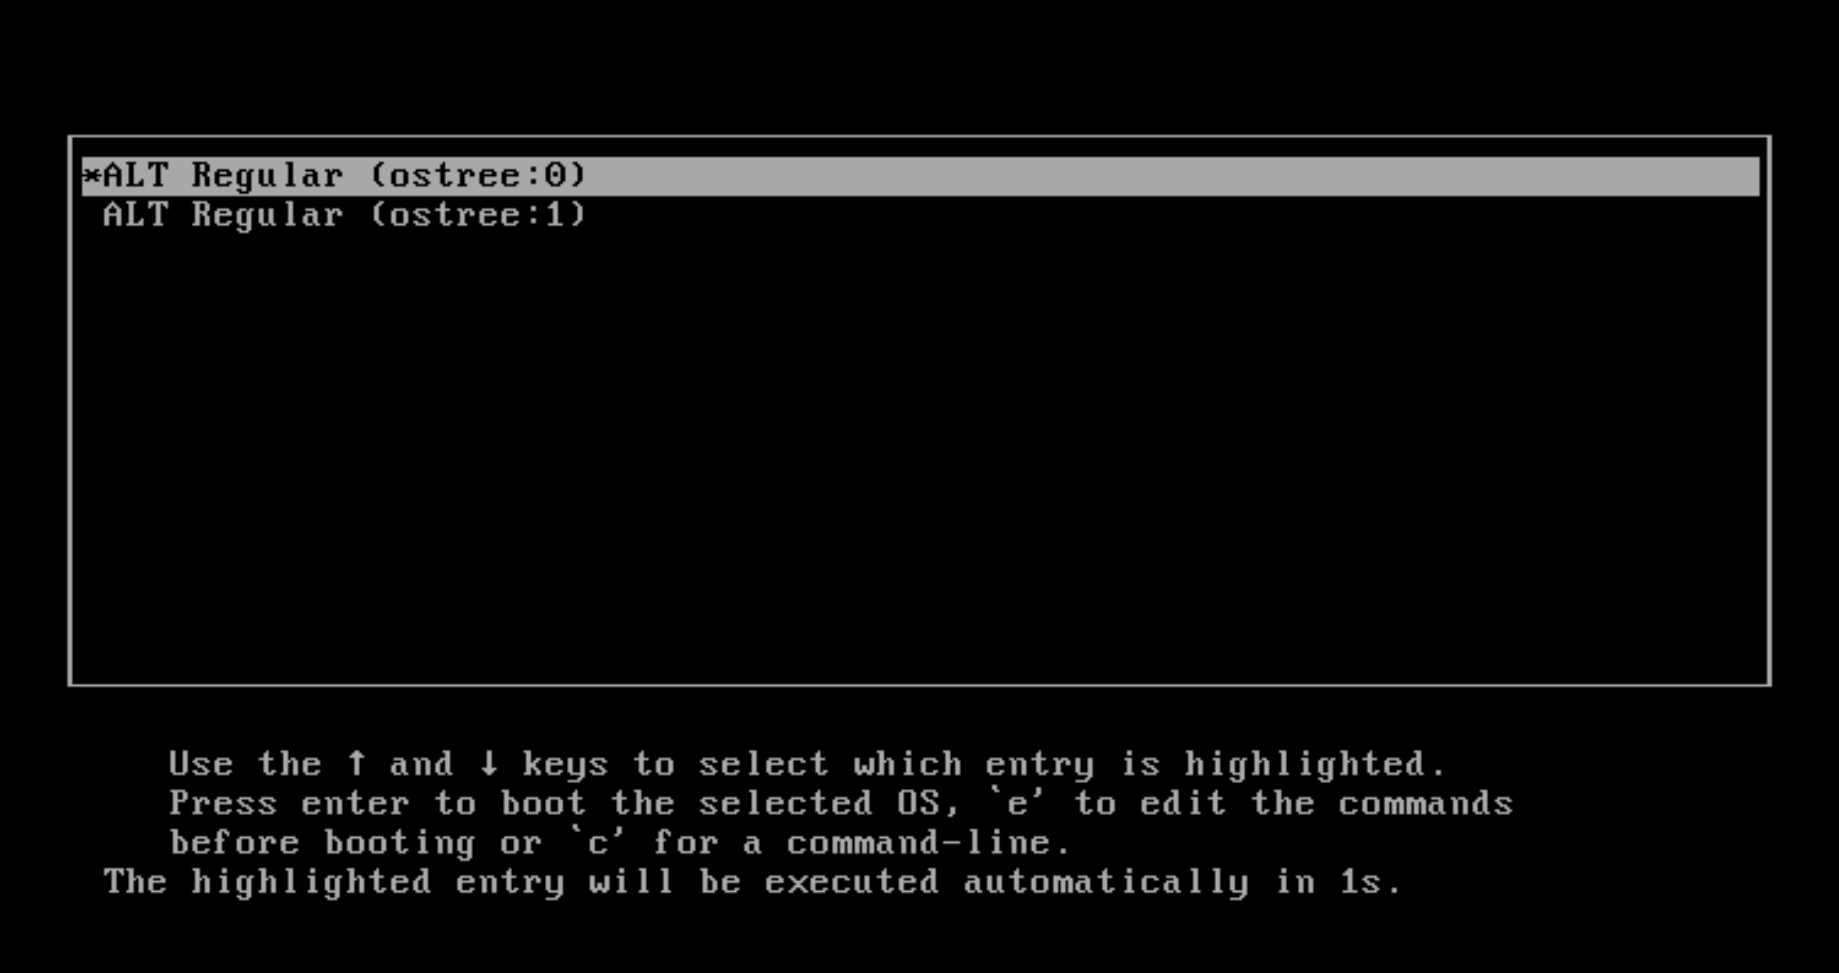 *ALT Regular (ostree:0)
ALT Regular (ostree:1)
Use the ↑ and ↓ keys to select which entry is highlighted.
Press enter to boot the selected OS, `e' to edit the commands
before booting or `c' for a command-line.
The highlighted entry will be executed automatically in 1s.